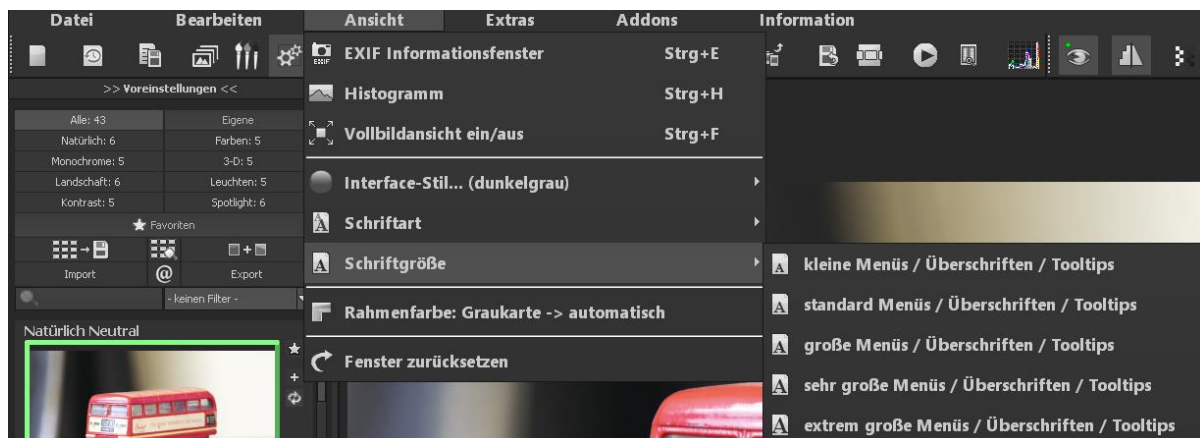 Datei Bearbeiten Ansicht Extras Addons Information
>> Voreinstellungen <<
Alle: 43 Eigene
Natürlich: 6 Farben: 5
Monochrome: 5 3-D: 5
Landschaft: 6 Leuchten: 5
Kontrast: 5 Spotlight: 6
Favoriten
Import @ Export
- keinen Filter -
Natürlich Neutral
EXIF EXIF Informationsfenster Strg+E
Histogramm Strg+H
Vollbildansicht ein/aus Strg+F
Interface-Stil... (dunkelgrau)
A Schriftart
A Schriftgröße
Rahmenfarbe: Graukarte -> automatisch
Fenster zurücksetzen
A kleine Menüs / Überschriften / Tooltips
A standard Menüs / Überschriften / Tooltips
A große Menüs / Überschriften / Tooltips
A sehr große Menüs / Überschriften / Tooltips
A extrem große Menüs / Überschriften / Tooltips